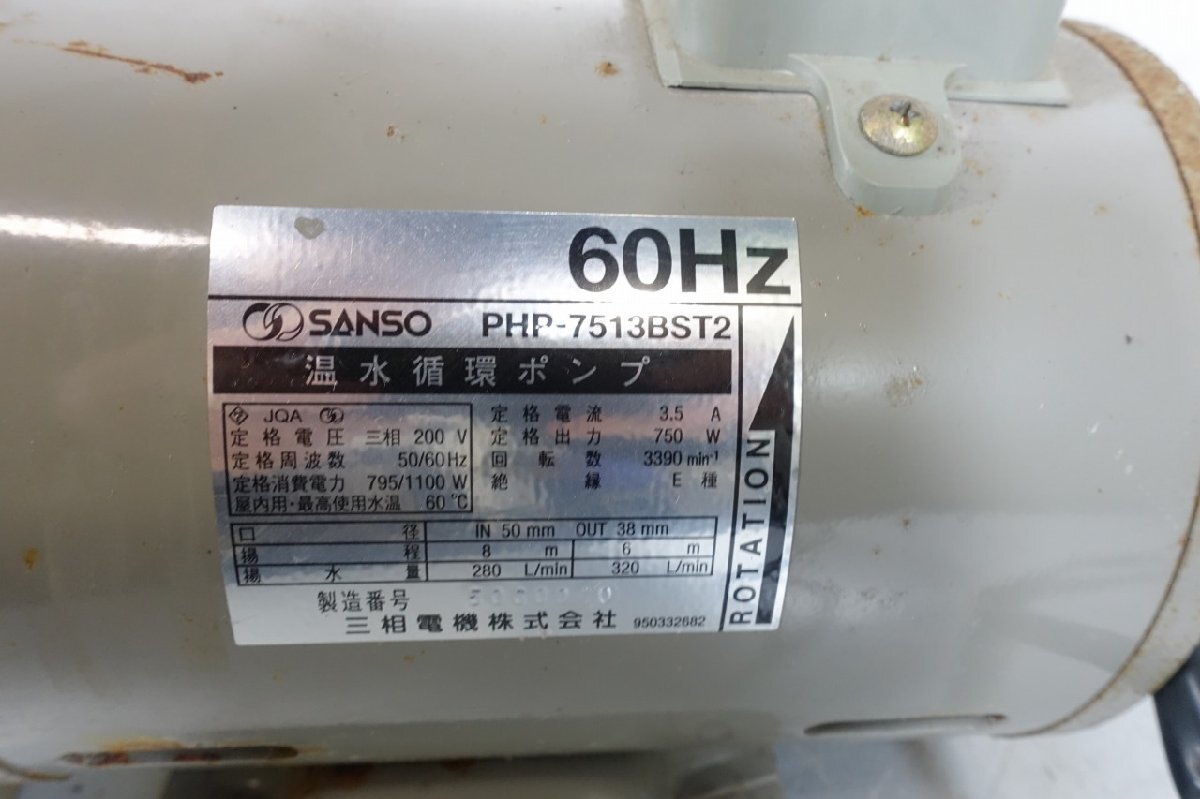 60Hz
SANSO PHP-7513BST2
温水循環ポンプ
JQA
定格電圧 三相 200 V
定格周波数 50/60Hz
定格消費電力 795/1100 W
屋内用・最高使用水温 60℃
定格電流 3.5 A
定格出力 750 W
回転数 3390 min⁻¹
絶縁 E種
口径 IN 50 mm OUT 38 mm
揚程 8 m 6 m
揚水量 280 L/min 320 L/min
製造番号
三相電機株式会社 950332682
ROTATION